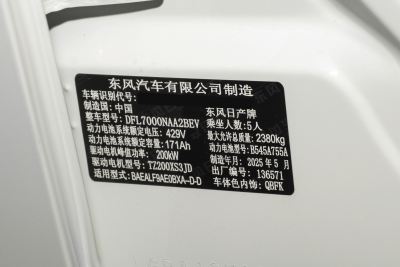 东风汽车有限公司制造
车辆识别代号:
制造国: 中国 东风日产牌
整车型号: DFL7000NAA2BEV 乘坐人数: 5人
动力电池系统额定电压: 429V 最大允许总质量: 2380kg
动力电池系统额定容量: 171Ah 动力电池型号: B545A755A
驱动电机峰值功率: 200kW 制造年月: 2025年5月
驱动电机型号: TZ200XS3JD 出厂编号: 136571
适用型式: BAEALF9AE0BXA-D-D 车体色内饰: QBFK